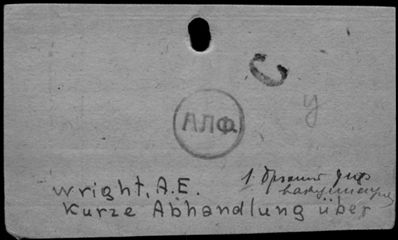 С
у
АЛФ.
Wright, A.E.
Kurze Abhandlung über